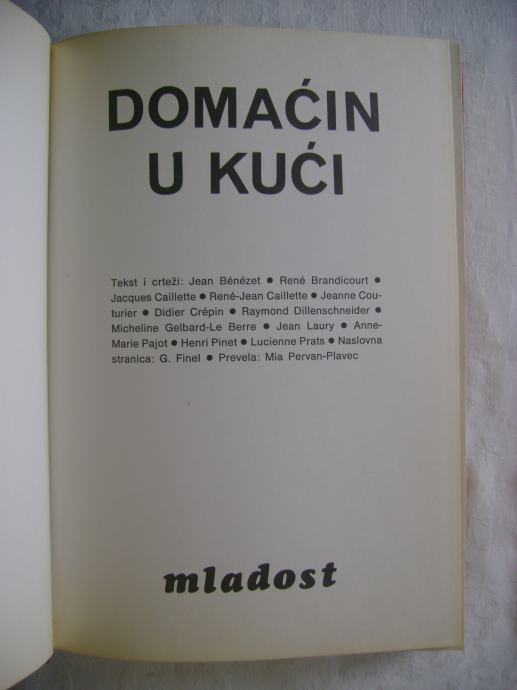 DOMAĆIN
U KUĆI
Tekst i crteži: Jean Bénézet ● René Brandicourt ●
Jacques Caillette ● René-Jean Caillette ● Jeanne Cou-
turier ● Didier Crépin ● Raymond Dillenschneider ●
Micheline Gelbard-Le Berre ● Jean Laury ● Anne-
Marie Pajot ● Henri Pinet ● Lucienne Prats ● Naslovna
stranica: G. Finel ● Prevela: Mia Pervan-Plavec
mladost